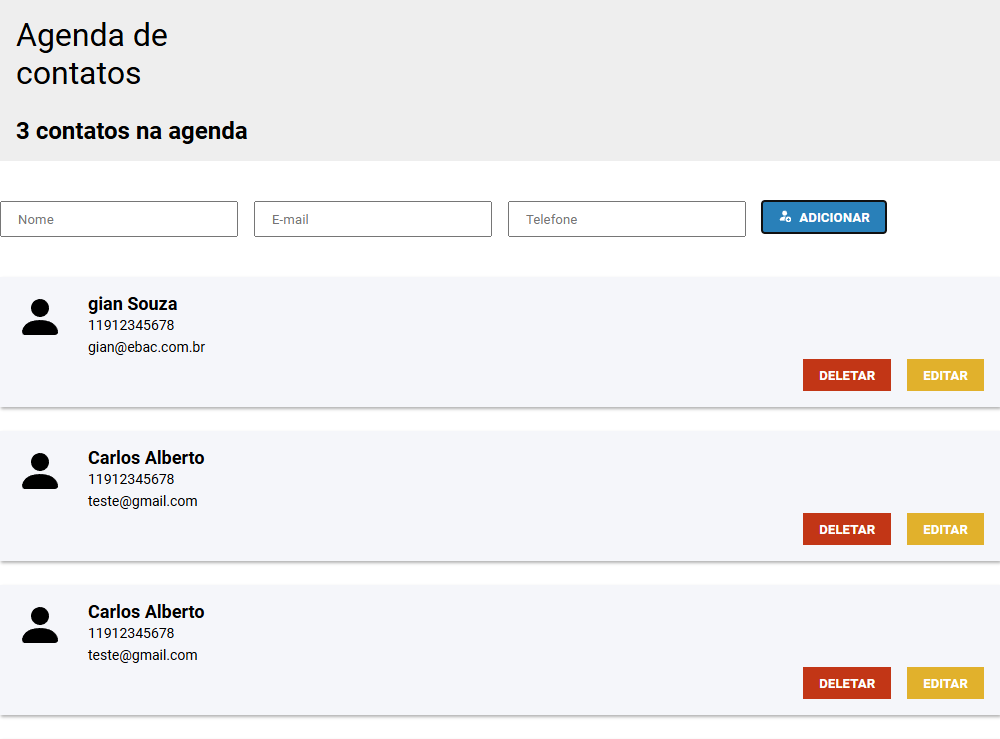 Agenda de
contatos
3 contatos na agenda
Nome E-mail Telefone ADICIONAR
gian Souza
11912345678
gian@ebac.com.br
DELETAR EDITAR
Carlos Alberto
11912345678
teste@gmail.com
DELETAR EDITAR
Carlos Alberto
11912345678
teste@gmail.com
DELETAR EDITAR